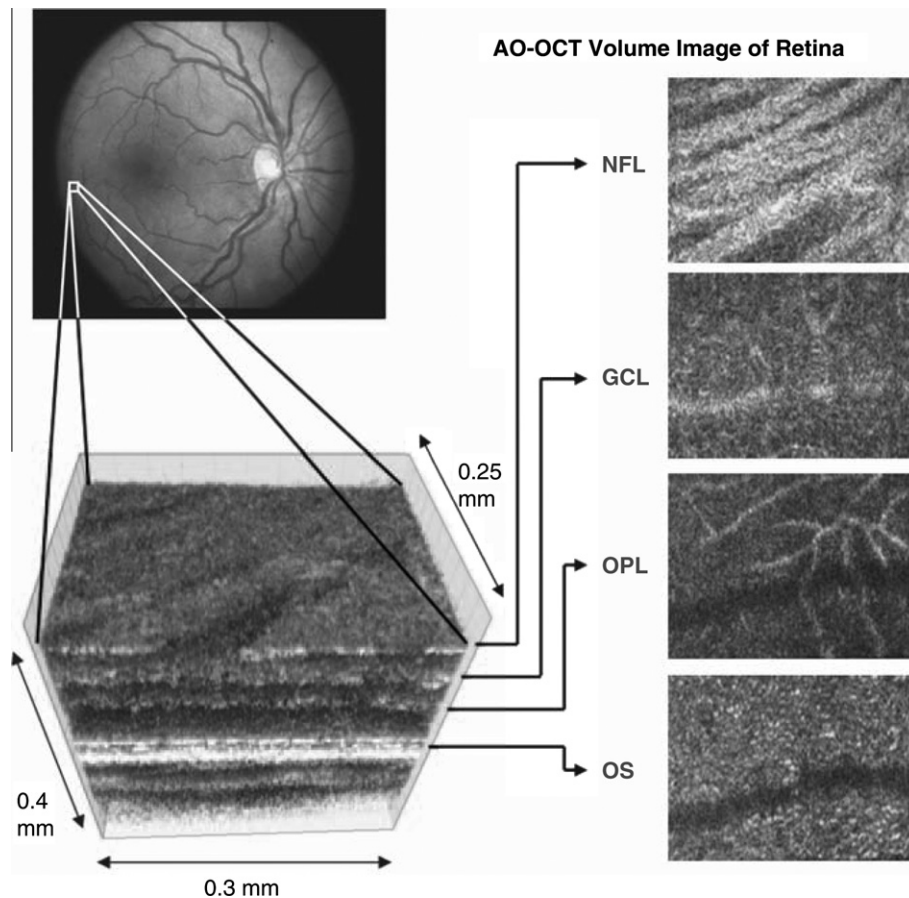 AO-OCT Volume Image of Retina
NFL
GCL
OPL
OS
0.25
mm
0.4
mm
0.3 mm